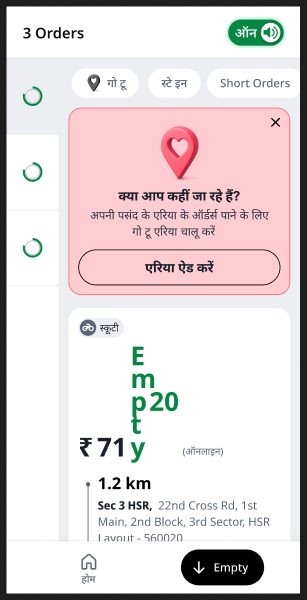 3 Orders
ऑन
गो टू
स्टे इन
Short Orders
क्या आप कहीं जा रहे हैं?
अपनी पसंद के एरिया के ऑर्डर्स पाने के लिए
गो टू एरिया चालू करें
एरिया ऐड करें
स्कूटी
₹ 71
Empty
20
(ऑनलाइन)
1.2 km
Sec 3 HSR, 22nd Cross Rd, 1st
Main, 2nd Block, 3rd Sector, HSR
Layout - 560020
होम
Empty